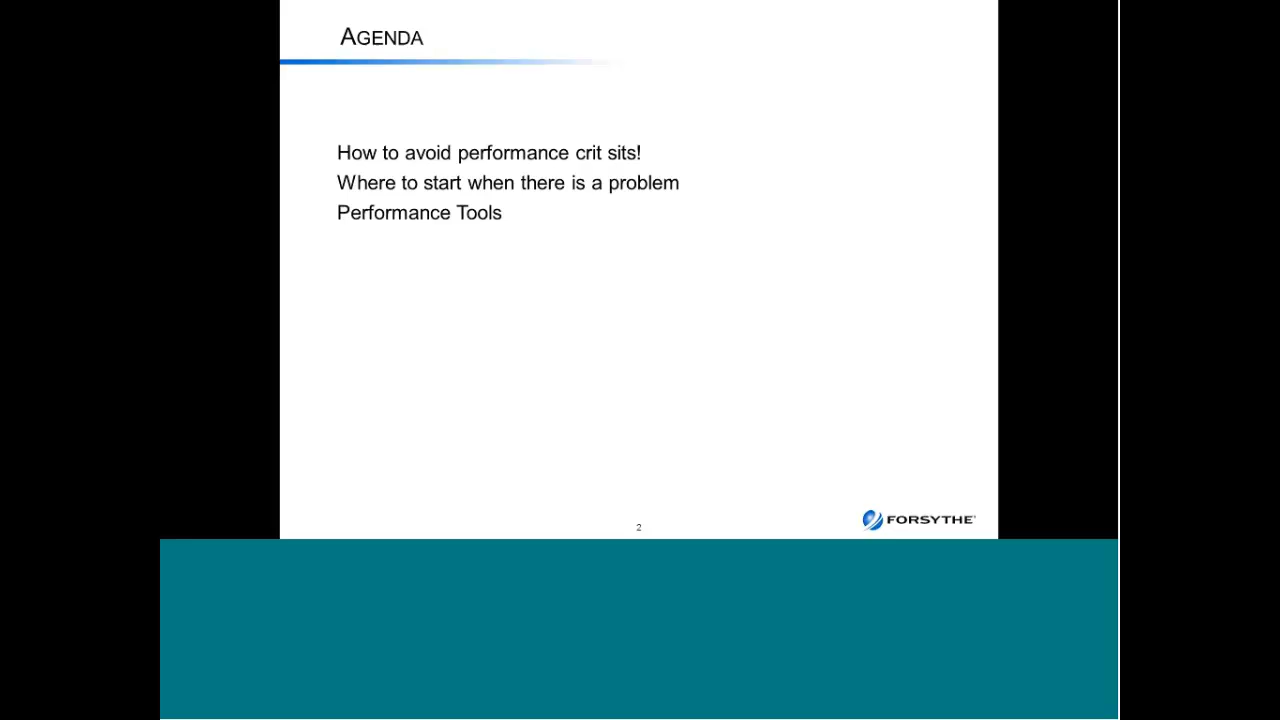 AGENDA
How to avoid performance crit sits!
Where to start when there is a problem
Performance Tools
2
FORSYTHE